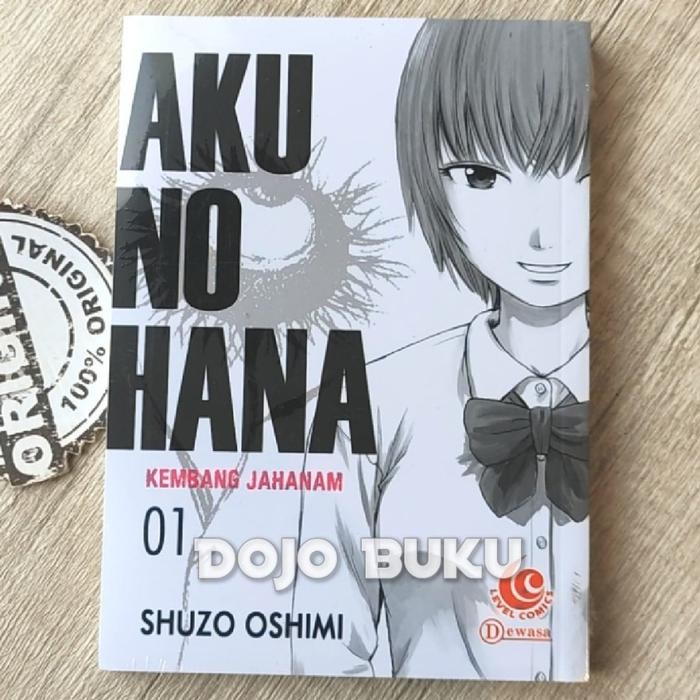 AKU
NO
HANA
KEMBANG JAHANAM
01
DOJO BUKU
SHUZO OSHIMI
LEVEL COMICS
Dewasa
ORIGINAL
100% ORIGINAL